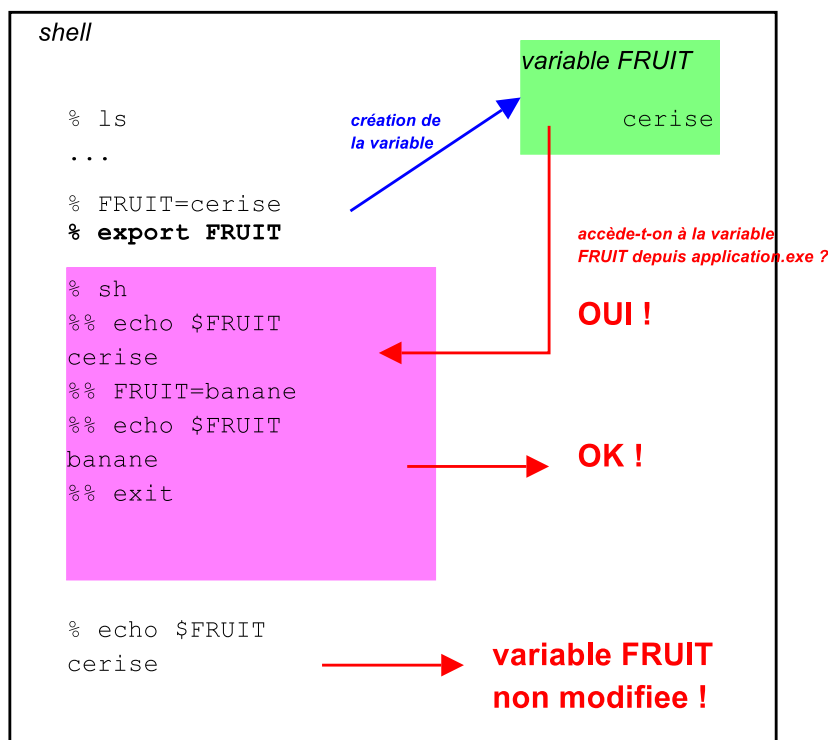 shell
variable FRUIT
cerise
% ls
...
création de
la variable
% FRUIT=cerise
% export FRUIT
accède-t-on à la variable
FRUIT depuis application.exe ?
OUI !
% sh
%% echo $FRUIT
cerise
%% FRUIT=banane
%% echo $FRUIT
banane
%% exit
OK !
% echo $FRUIT
cerise
variable FRUIT
non modifiee !